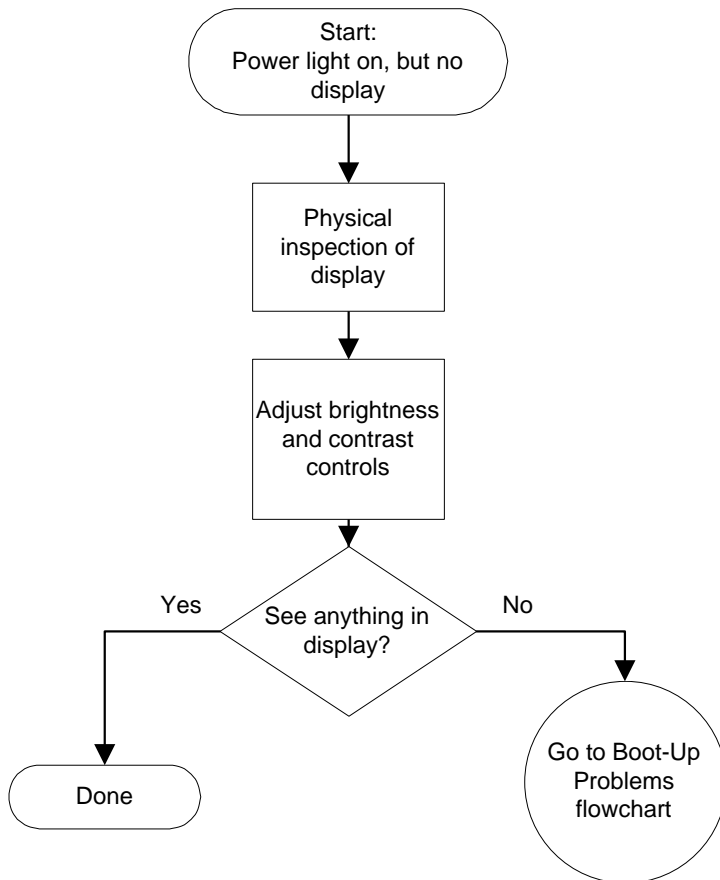 Start:
Power light on, but no
display
Physical
inspection of
display
Adjust brightness
and contrast
controls
Yes
See anything in
display?
No
Done
Go to Boot-Up
Problems
flowchart